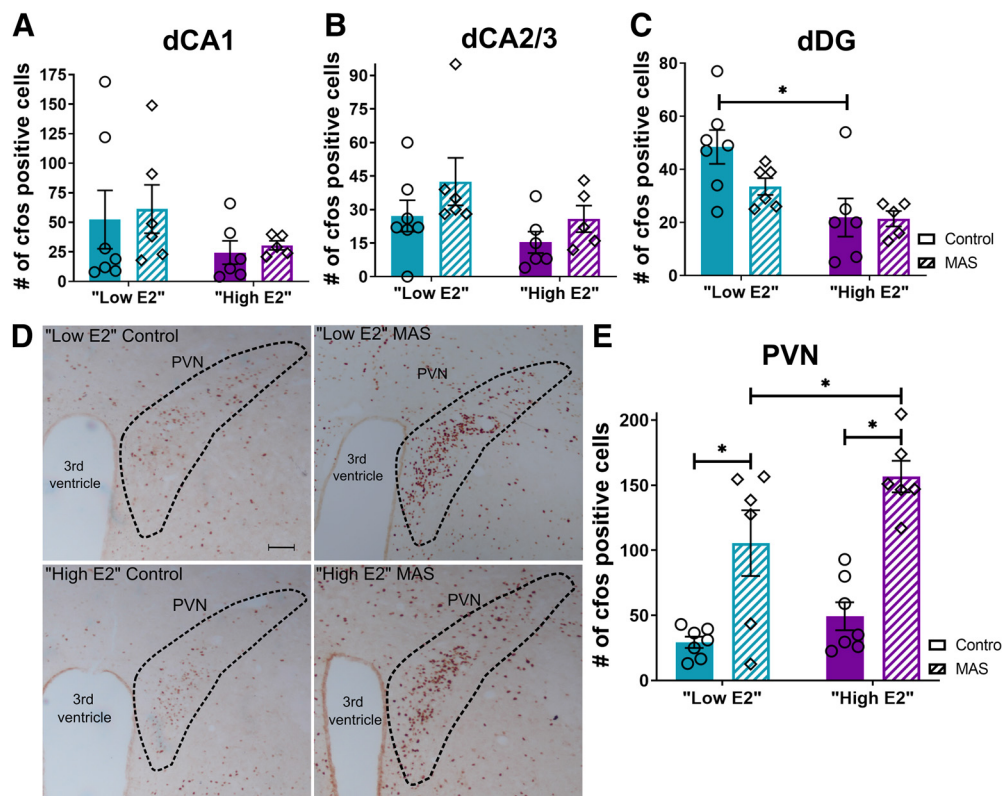 A
dCA1
# of cfos positive cells
175
150
125
100
75
50
25
0
"Low E2"
"High E2"
B
dCA2/3
# of cfos positive cells
90
75
60
45
30
15
0
"Low E2"
"High E2"
C
dDG
# of cfos positive cells
80
60
40
20
0
*
"Low E2"
"High E2"
Control
MAS
D
"Low E2" Control
PVN
3rd
ventricle
"Low E2" MAS
PVN
3rd
ventricle
"High E2" Control
PVN
3rd
ventricle
"High E2" MAS
PVN
3rd
ventricle
E
PVN
# of cfos positive cells
200
150
100
50
0
*
*
*
"Low E2"
"High E2"
Contro
MAS